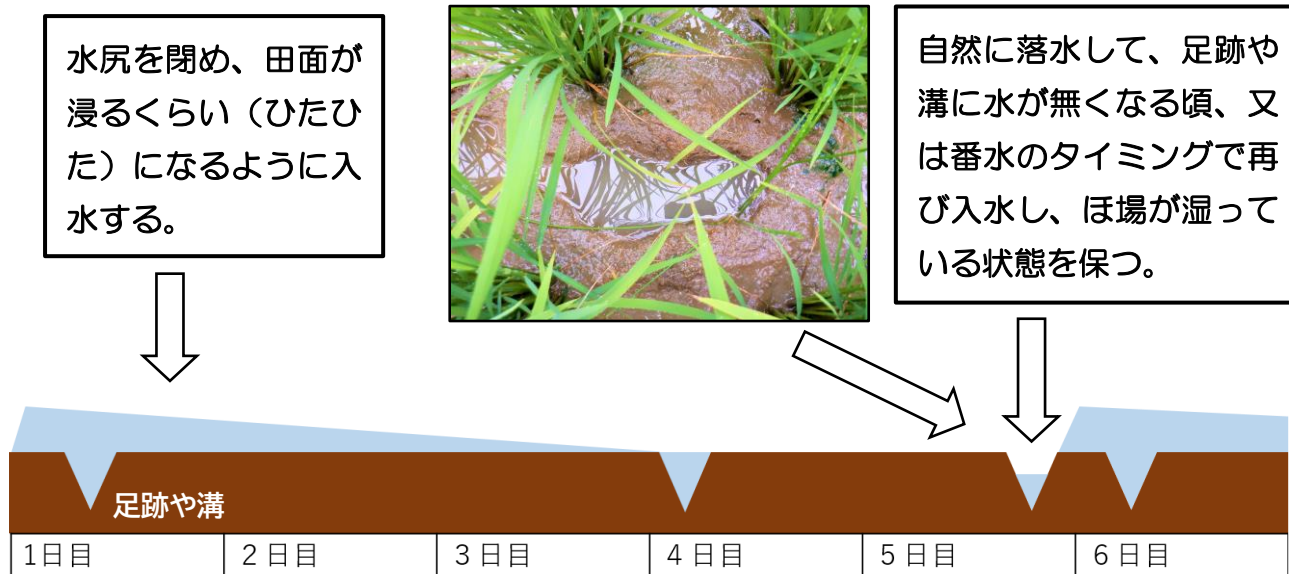 水尻を閉め、田面が
浸るくらい（ひたひ
た）になるように入
水する。
自然に落水して、足跡や
溝に水が無くなる頃、又
は番水のタイミングで再
び入水し、ほ場が湿って
いる状態を保つ。
足跡や溝
1日目
２日目
３日目
４日目
５日目
６日目